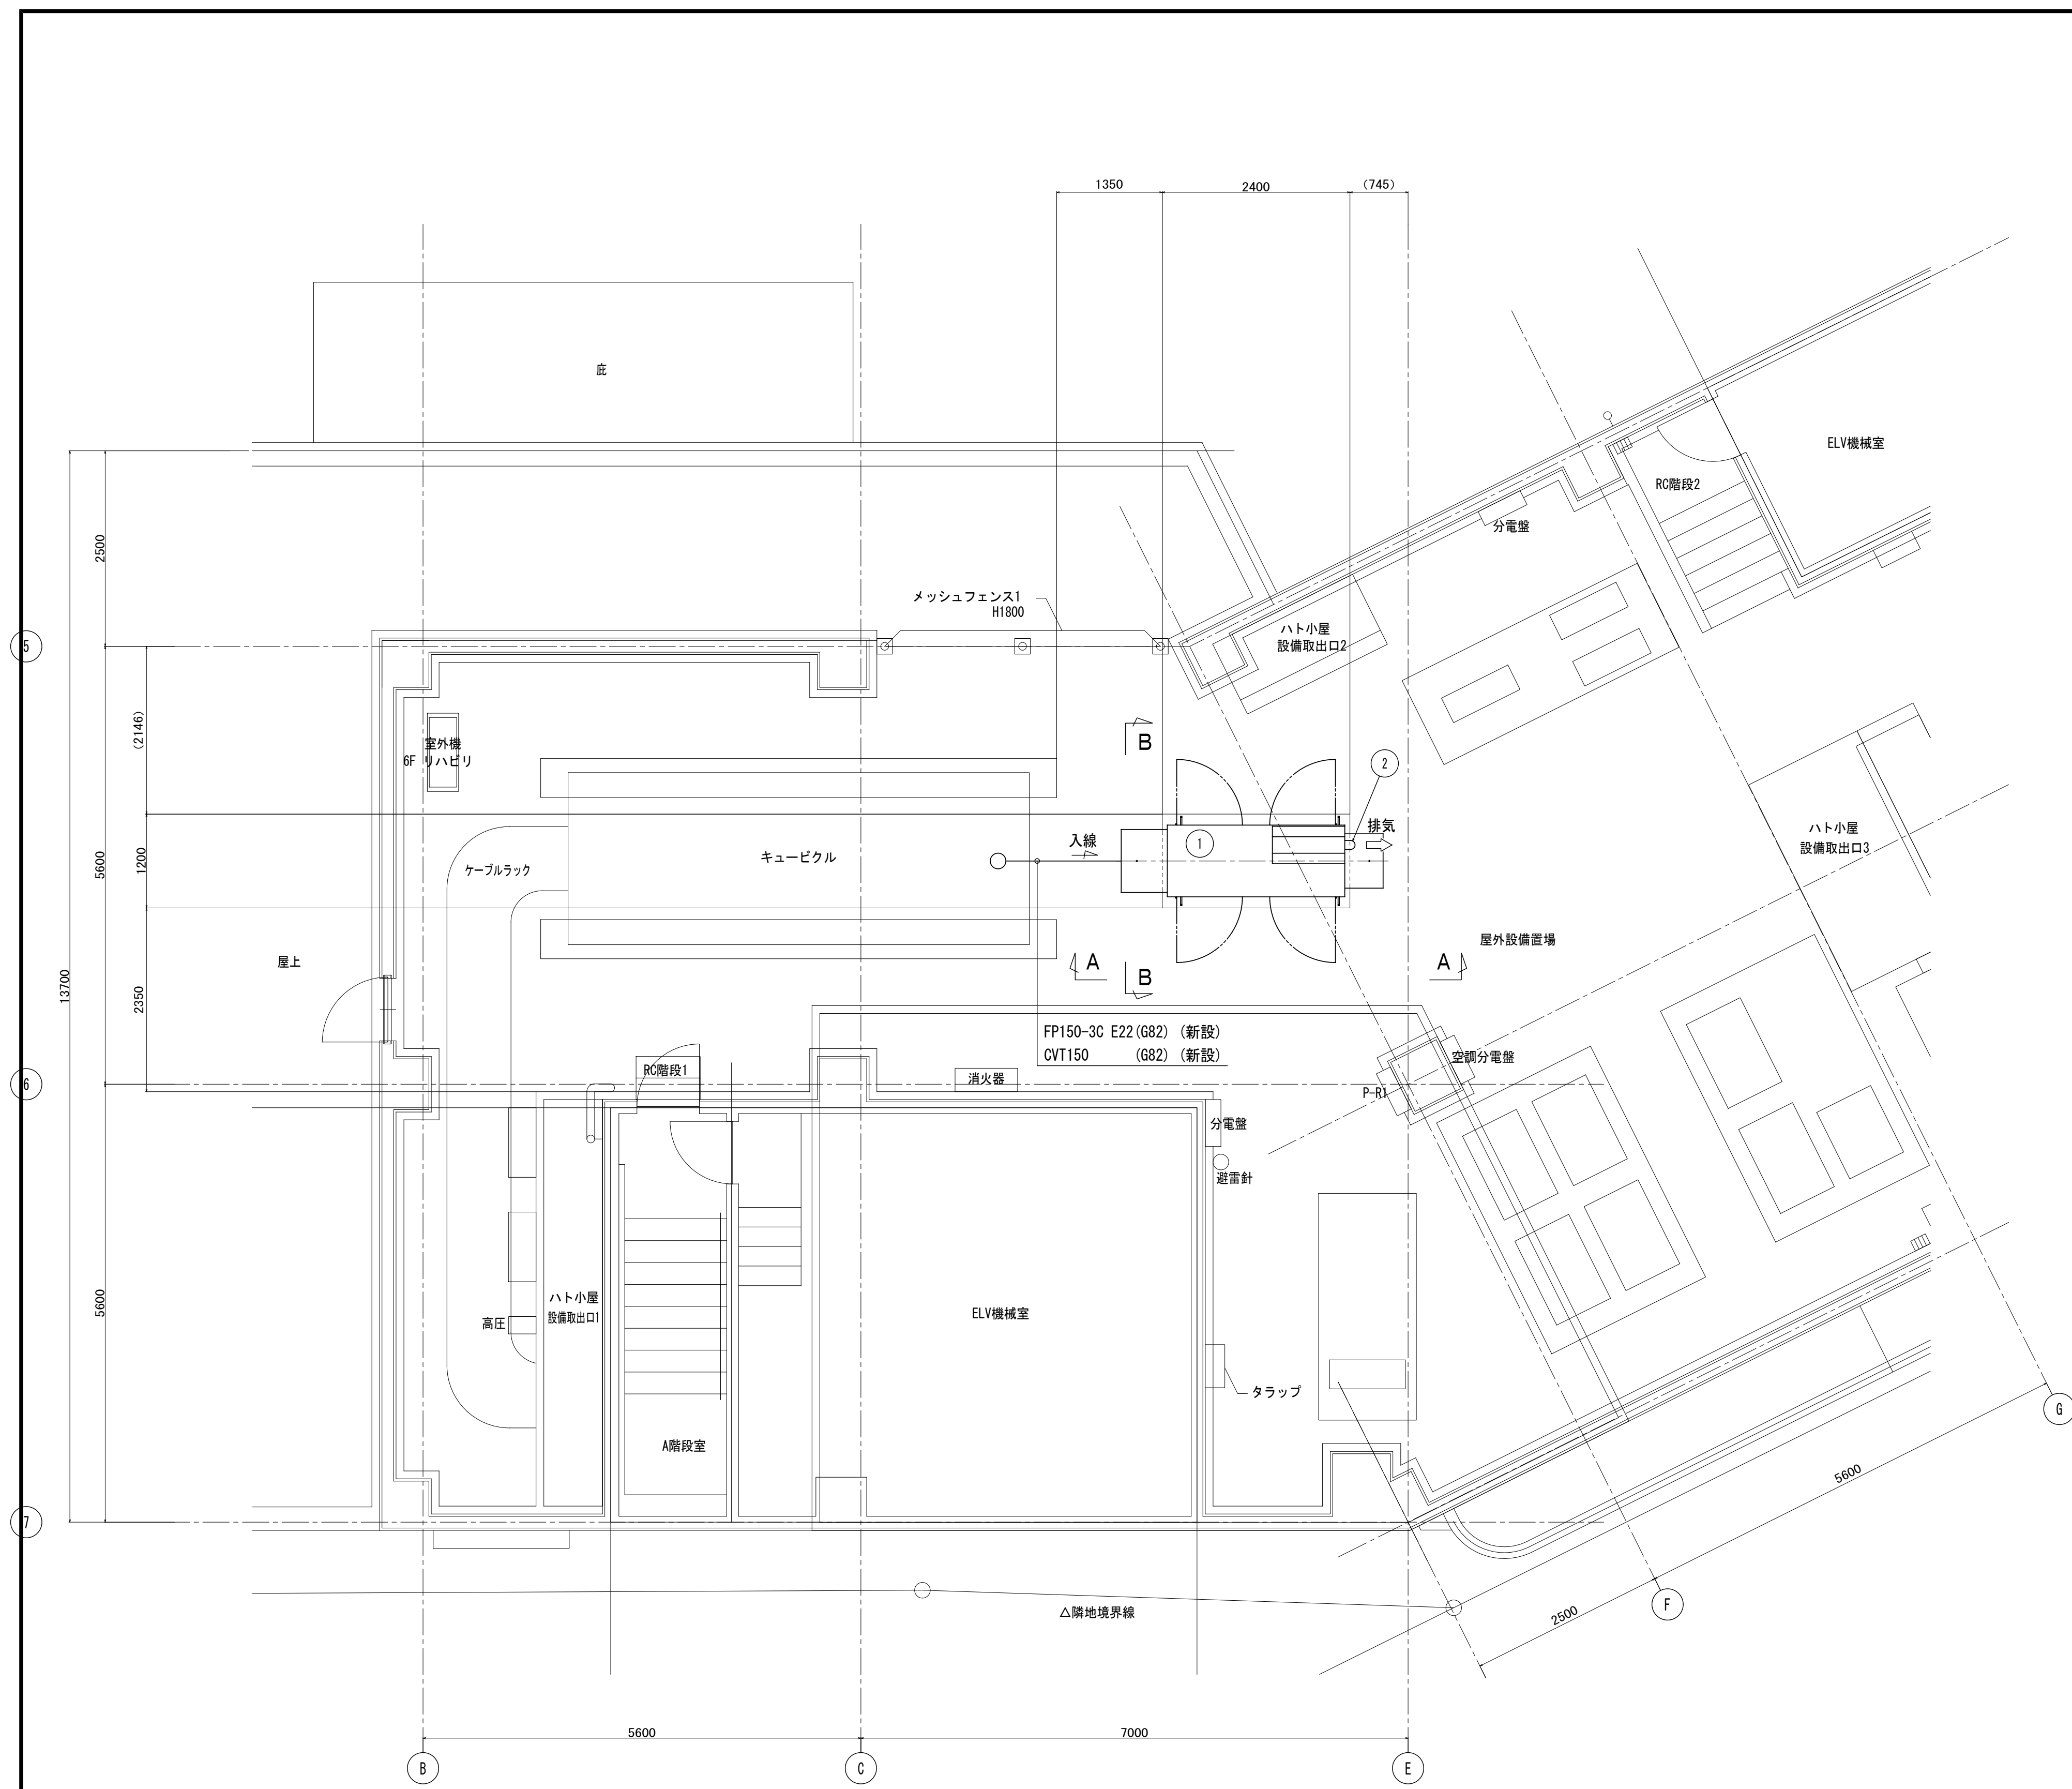 1350
2400
(745)
庇
ELV機械室
RC階段2
分電盤
2500
メッシュフェンス1
H1800
ハト小屋
設備取出口2
5
(2146)
室外機
6F リハビリ
B
2
排気
入線
1
ハト小屋
設備取出口3
キュービクル
ケーブルラック
5600
1200
屋外設備置場
屋上
A
A
B
13700
2350
FP150-3C E22(G82) (新設)
CVT150 (G82) (新設)
空調分電盤
RC階段1
消火器
6
P-R1
分電盤
避雷針
5600
ハト小屋
設備取出口1
高圧
ELV機械室
タラップ
A階段室
5600
G
7
2500
F
△隣地境界線
5600
7000
B
C
E